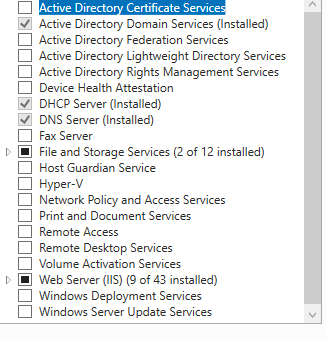 Active Directory Certificate Services
Active Directory Domain Services (Installed)
Active Directory Federation Services
Active Directory Lightweight Directory Services
Active Directory Rights Management Services
Device Health Attestation
DHCP Server (Installed)
DNS Server (Installed)
Fax Server
File and Storage Services (2 of 12 installed)
Host Guardian Service
Hyper-V
Network Policy and Access Services
Print and Document Services
Remote Access
Remote Desktop Services
Volume Activation Services
Web Server (IIS) (9 of 43 installed)
Windows Deployment Services
Windows Server Update Services